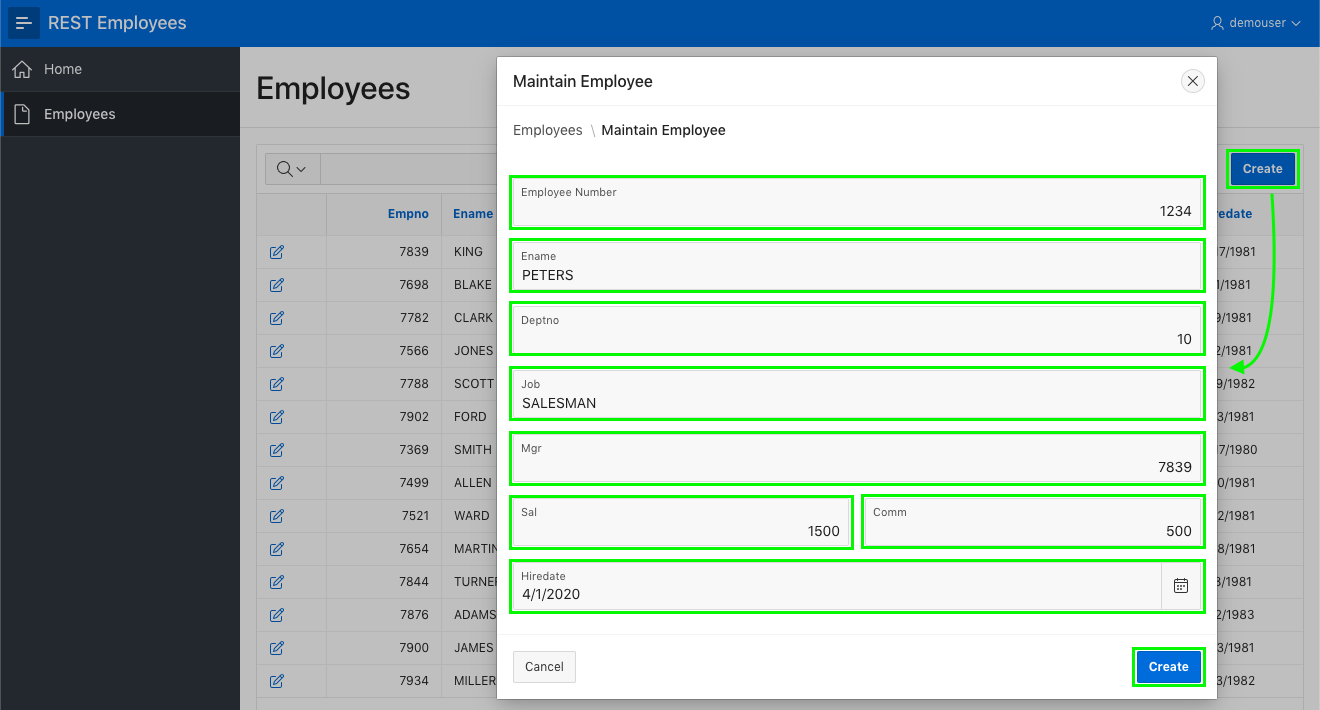 REST Employees
demouser
Home
Employees
Employees
Maintain Employee
Employees \ Maintain Employee
Create
Employee Number
1234
Ename
PETERS
Deptno
10
Job
SALESMAN
Mgr
7839
Sal
1500
Comm
500
Hiredate
4/1/2020
Cancel
Create
Empno Ename edate
7839 KING 7/1981
7698 BLAKE 1/1981
7782 CLARK 9/1981
7566 JONES 2/1981
7788 SCOTT 9/1982
7902 FORD 3/1981
7369 SMITH 7/1980
7499 ALLEN 0/1981
7521 WARD 2/1981
7654 MARTIN 8/1981
7844 TURNER 8/1981
7876 ADAMS 2/1983
7900 JAMES 3/1981
7934 MILLER 3/1982